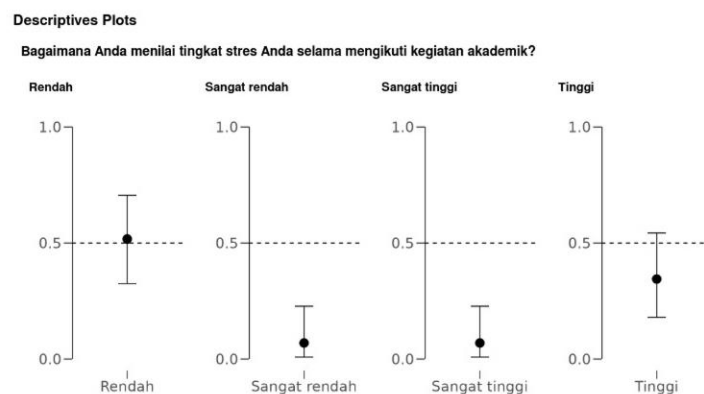 Descriptives Plots
Bagaimana Anda menilai tingkat stres Anda selama mengikuti kegiatan akademik?
Rendah Sangat rendah Sangat tinggi Tinggi
1.0 1.0 1.0 1.0
0.5 0.5 0.5 0.5
0.0 0.0 0.0 0.0
Rendah Sangat rendah Sangat tinggi Tinggi